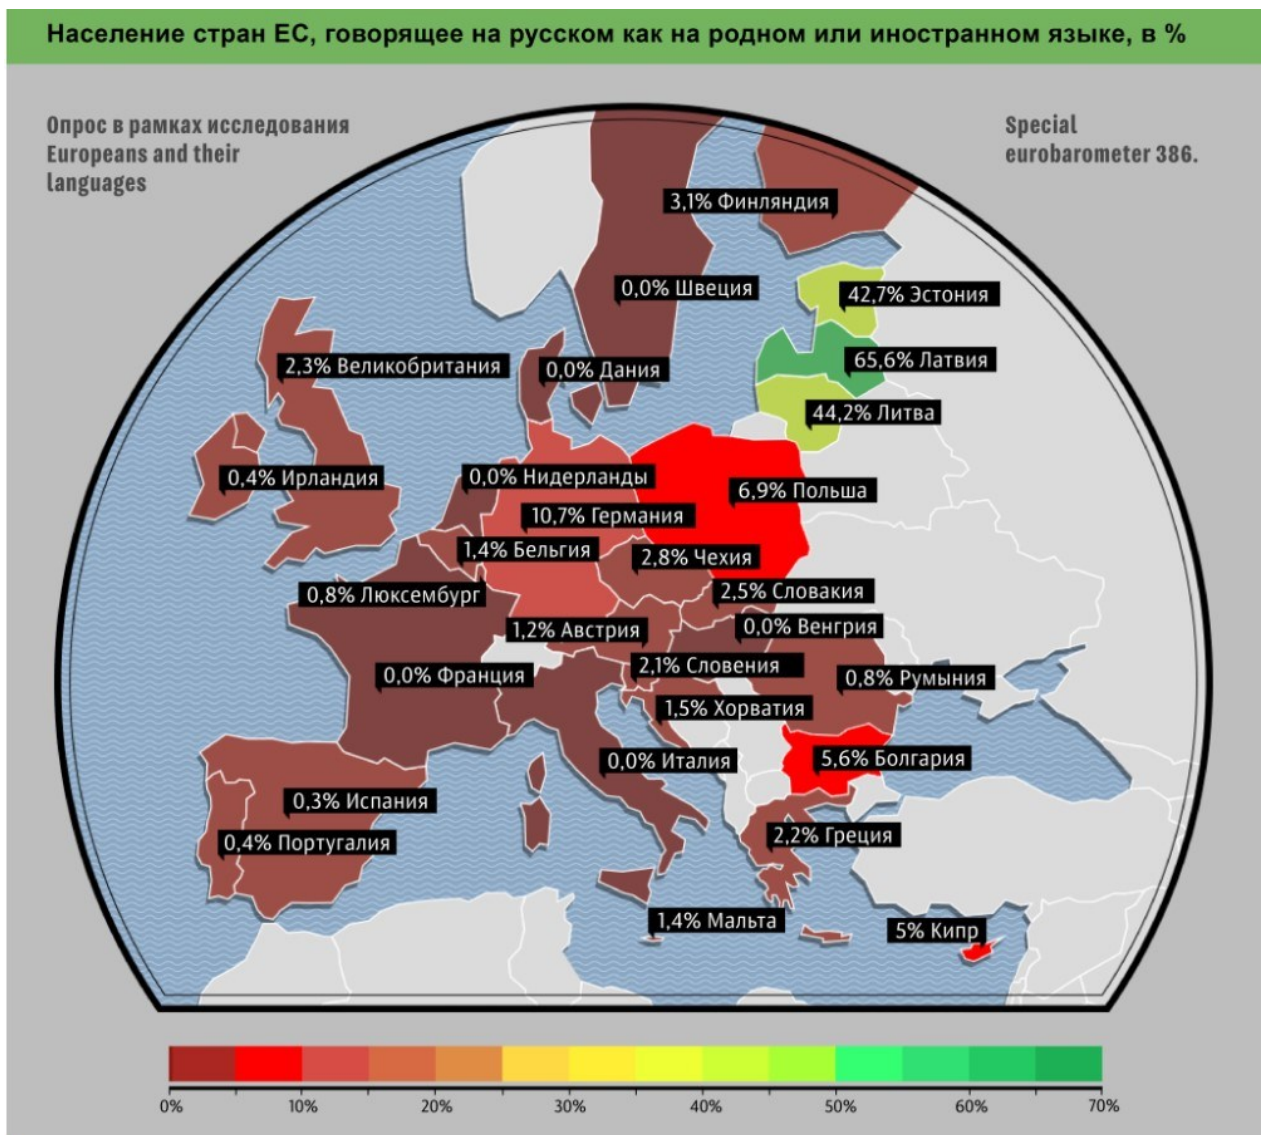 Население стран ЕС, говорящее на русском как на родном или иностранном языке, в %
Опрос в рамках исследования
Europeans and their
languages
Special
eurobarometer 386.
3,1% Финляндия
0,0% Швеция
42,7% Эстония
2,3% Великобритания
0,0% Дания
65,6% Латвия
44,2% Литва
0,4% Ирландия
0,0% Нидерланды
6,9% Польша
10,7% Германия
1,4% Бельгия
2,8% Чехия
0,8% Люксембург
2,5% Словакия
1,2% Австрия
0,0% Венгрия
0,0% Франция
2,1% Словения
0,8% Румыния
1,5% Хорватия
0,0% Италия
5,6% Болгария
0,3% Испания
0,4% Португалия
2,2% Греция
1,4% Мальта
5% Кипр
0% 10% 20% 30% 40% 50% 60% 70%